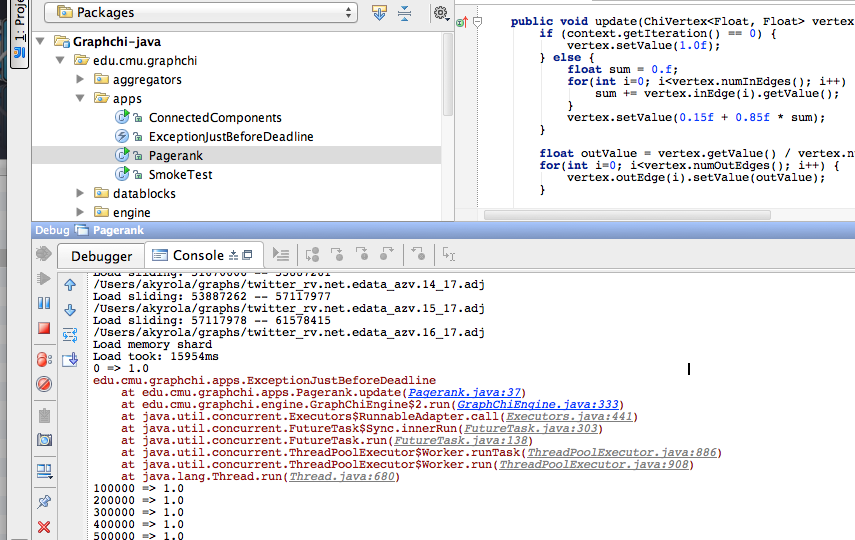 1: Proje
Packages
Graphchi-java
edu.cmu.graphchi
aggregators
apps
ConnectedComponents
ExceptionJustBeforeDeadline
Pagerank
SmokeTest
datablocks
engine
public void update(ChiVertex<Float, Float> vertex
if (context.getIteration() == 0) {
vertex.setValue(1.0f);
} else {
float sum = 0.f;
for(int i=0; i<vertex.numInEdges(); i++)
sum += vertex.inEdge(i).getValue();
}
vertex.setValue(0.15f + 0.85f * sum);
}
float outValue = vertex.getValue() / vertex.n
for(int i=0; i<vertex.numOutEdges(); i++) {
vertex.outEdge(i).setValue(outValue);
}
Debug Pagerank
Debugger Console
Load sliding:
/Users/akyrola/graphs/twitter_rv.net.edata_azv.14_17.adj
Load sliding: 53887262 -- 57117977
/Users/akyrola/graphs/twitter_rv.net.edata_azv.15_17.adj
Load sliding: 57117978 -- 61578415
/Users/akyrola/graphs/twitter_rv.net.edata_azv.16_17.adj
Load memory shard
Load took: 15954ms
0 => 1.0
edu.cmu.graphchi.apps.ExceptionJustBeforeDeadline
at edu.cmu.graphchi.apps.Pagerank.update(Pagerank.java:37)
at edu.cmu.graphchi.engine.GraphChiEngine$2.run(GraphChiEngine.java:333)
at java.util.concurrent.Executors$RunnableAdapter.call(Executors.java:441)
at java.util.concurrent.FutureTask$Sync.innerRun(FutureTask.java:303)
at java.util.concurrent.FutureTask.run(FutureTask.java:138)
at java.util.concurrent.ThreadPoolExecutor$Worker.runTask(ThreadPoolExecutor.java:886)
at java.util.concurrent.ThreadPoolExecutor$Worker.run(ThreadPoolExecutor.java:908)
at java.lang.Thread.run(Thread.java:680)
100000 => 1.0
200000 => 1.0
300000 => 1.0
400000 => 1.0
500000 => 1.0